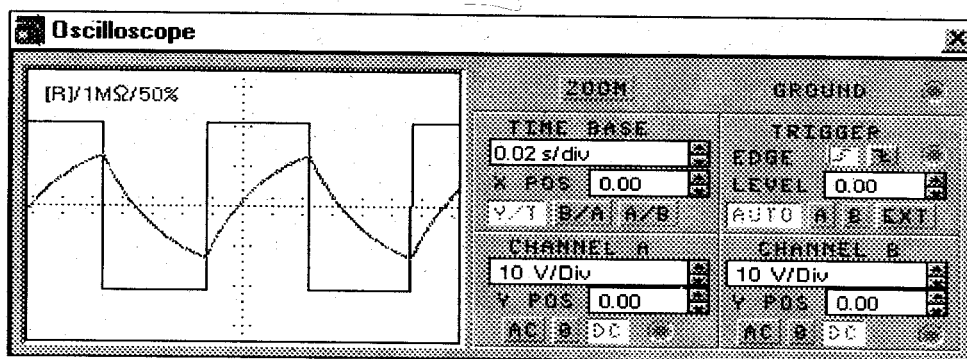 Oscilloscope
[R]/1MΩ/50%
ZOOM
GROUND
TIME BASE
0.02 s/div
X POS 0.00
Y/T B/A A/B
TRIGGER
EDGE
LEVEL 0.00
AUTO A B EXT
CHANNEL A
10 V/Div
Y POS 0.00
AC 0 DC
CHANNEL B
10 V/Div
Y POS 0.00
AC 0 DC